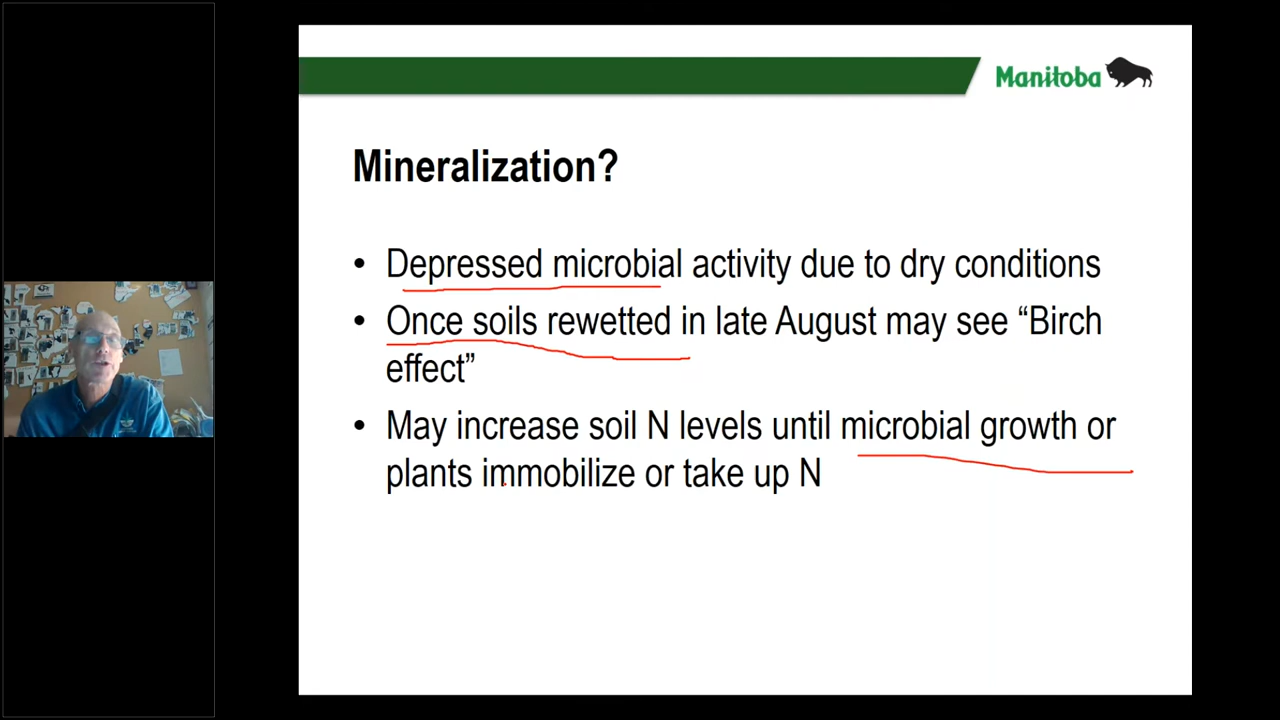 Manitoba
Mineralization?
• Depressed microbial activity due to dry conditions
• Once soils rewetted in late August may see “Birch
effect”
• May increase soil N levels until microbial growth or
plants immobilize or take up N